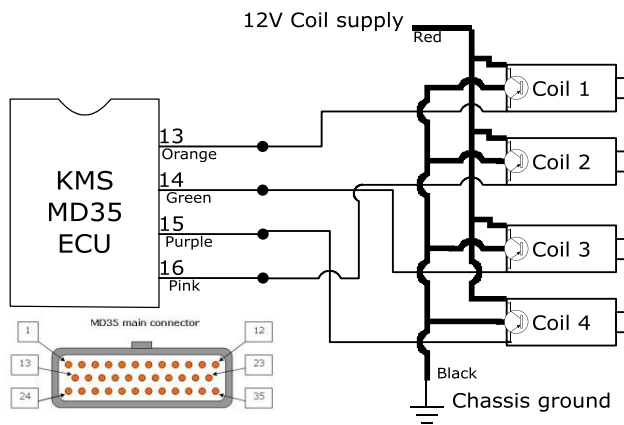 12V Coil supply
Red
Coil 1
13
Orange
Coil 2
14
Green
KMS
MD35
ECU
15
Purple
Coil 3
16
Pink
Coil 4
MD35 main connector
1
12
13
23
24
35
Black
Chassis ground